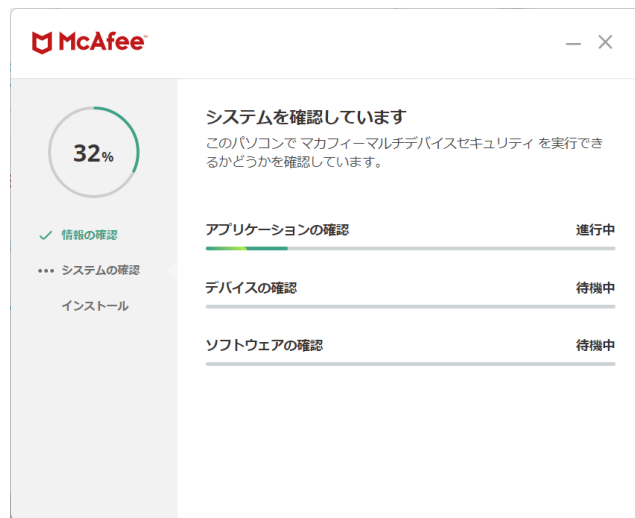 McAfee™
32%
情報の確認
システムの確認
インストール
システムを確認しています
このパソコンで マカフィーマルチデバイスセキュリティ を実行でき
るかどうかを確認しています。
アプリケーションの確認 進行中
デバイスの確認 待機中
ソフトウェアの確認 待機中